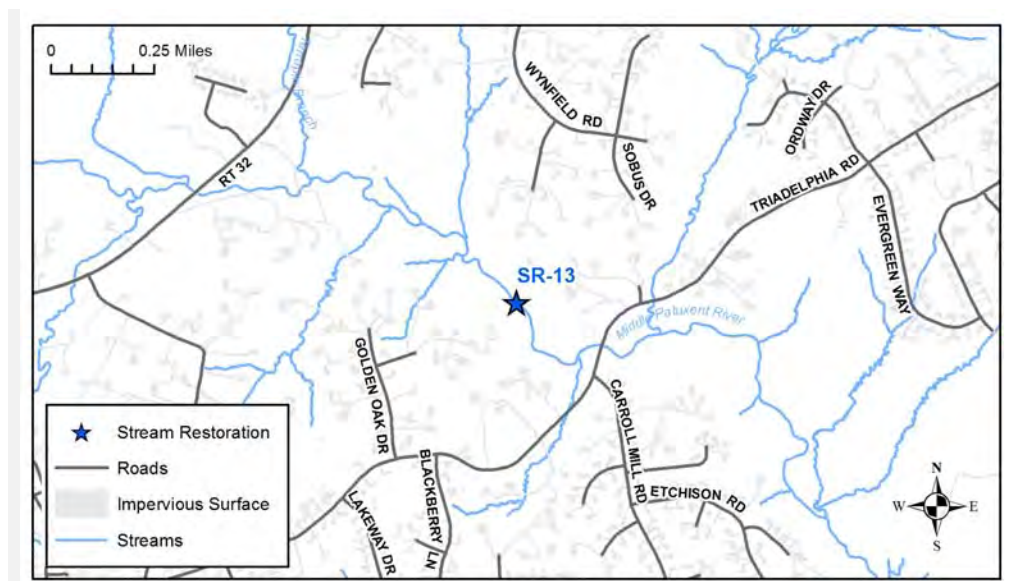 0 0.25 Miles
WYNFIELD RD
SOBUS DR
ORDWAY DR
TRIADELPHIA RD
EVERGREEN WAY
Branch
RT 32
SR-13
Middle Patuxent River
GOLDEN OAK DR
BLACKBERRY LN
LAKEWAY DR
CARROLL MILL RD
ETCHISON RD
Stream Restoration
Roads
Impervious Surface
Streams
N
W E
S